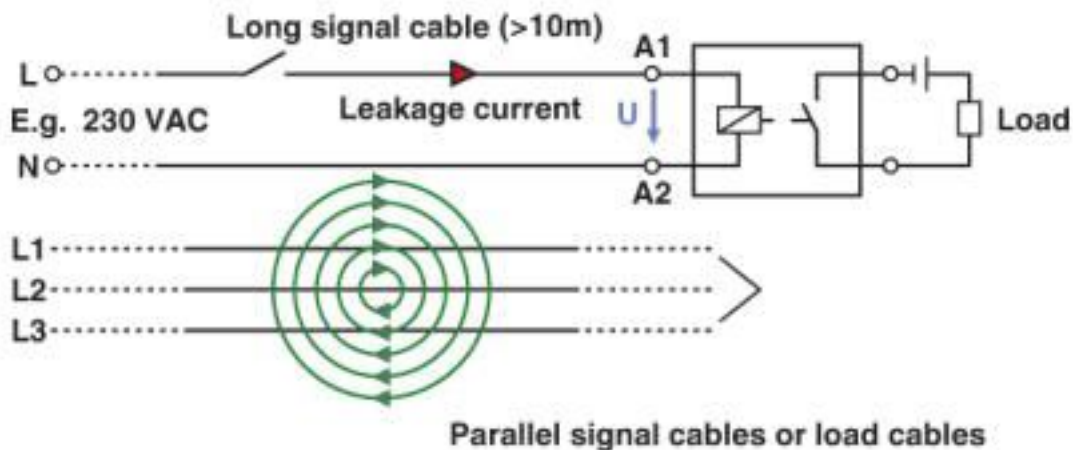 Long signal cable (>10m)
A1
L
Leakage current
U
E.g. 230 VAC
Load
N
A2
L1
L2
L3
Parallel signal cables or load cables